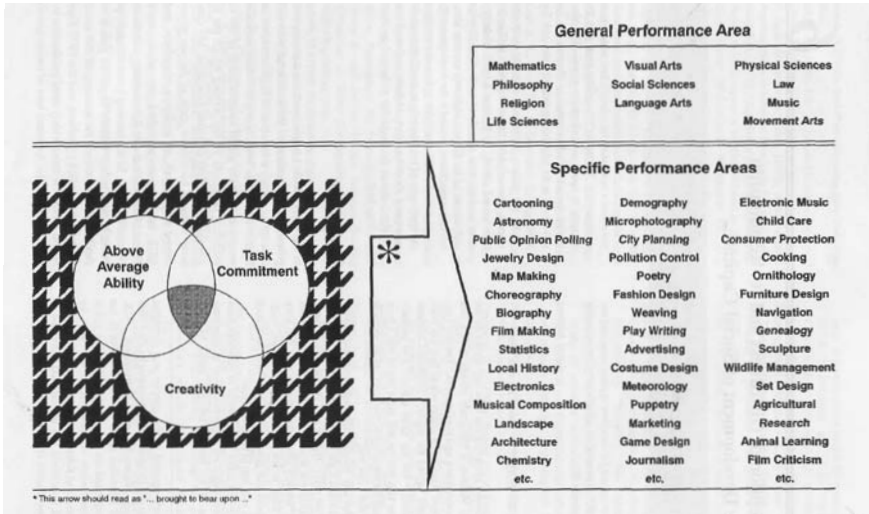 General Performance Area
Mathematics Visual Arts Physical Sciences
Philosophy Social Sciences Law
Religion Language Arts Music
Life Sciences Movement Arts
Above
Average
Ability
Task
Commitment
Creativity
*
Specific Performance Areas
Cartooning Demography Electronic Music
Astronomy Microphotography Child Care
Public Opinion Polling City Planning Consumer Protection
Jewelry Design Pollution Control Cooking
Map Making Poetry Ornithology
Choreography Fashion Design Furniture Design
Biography Weaving Navigation
Film Making Play Writing Genealogy
Statistics Advertising Sculpture
Local History Costume Design Wildlife Management
Electronics Meteorology Set Design
Musical Composition Puppetry Agricultural
Landscape Marketing Research
Architecture Game Design Animal Learning
Chemistry Journalism Film Criticism
etc. etc. etc.
* This arrow should read as "... brought to bear upon ..."